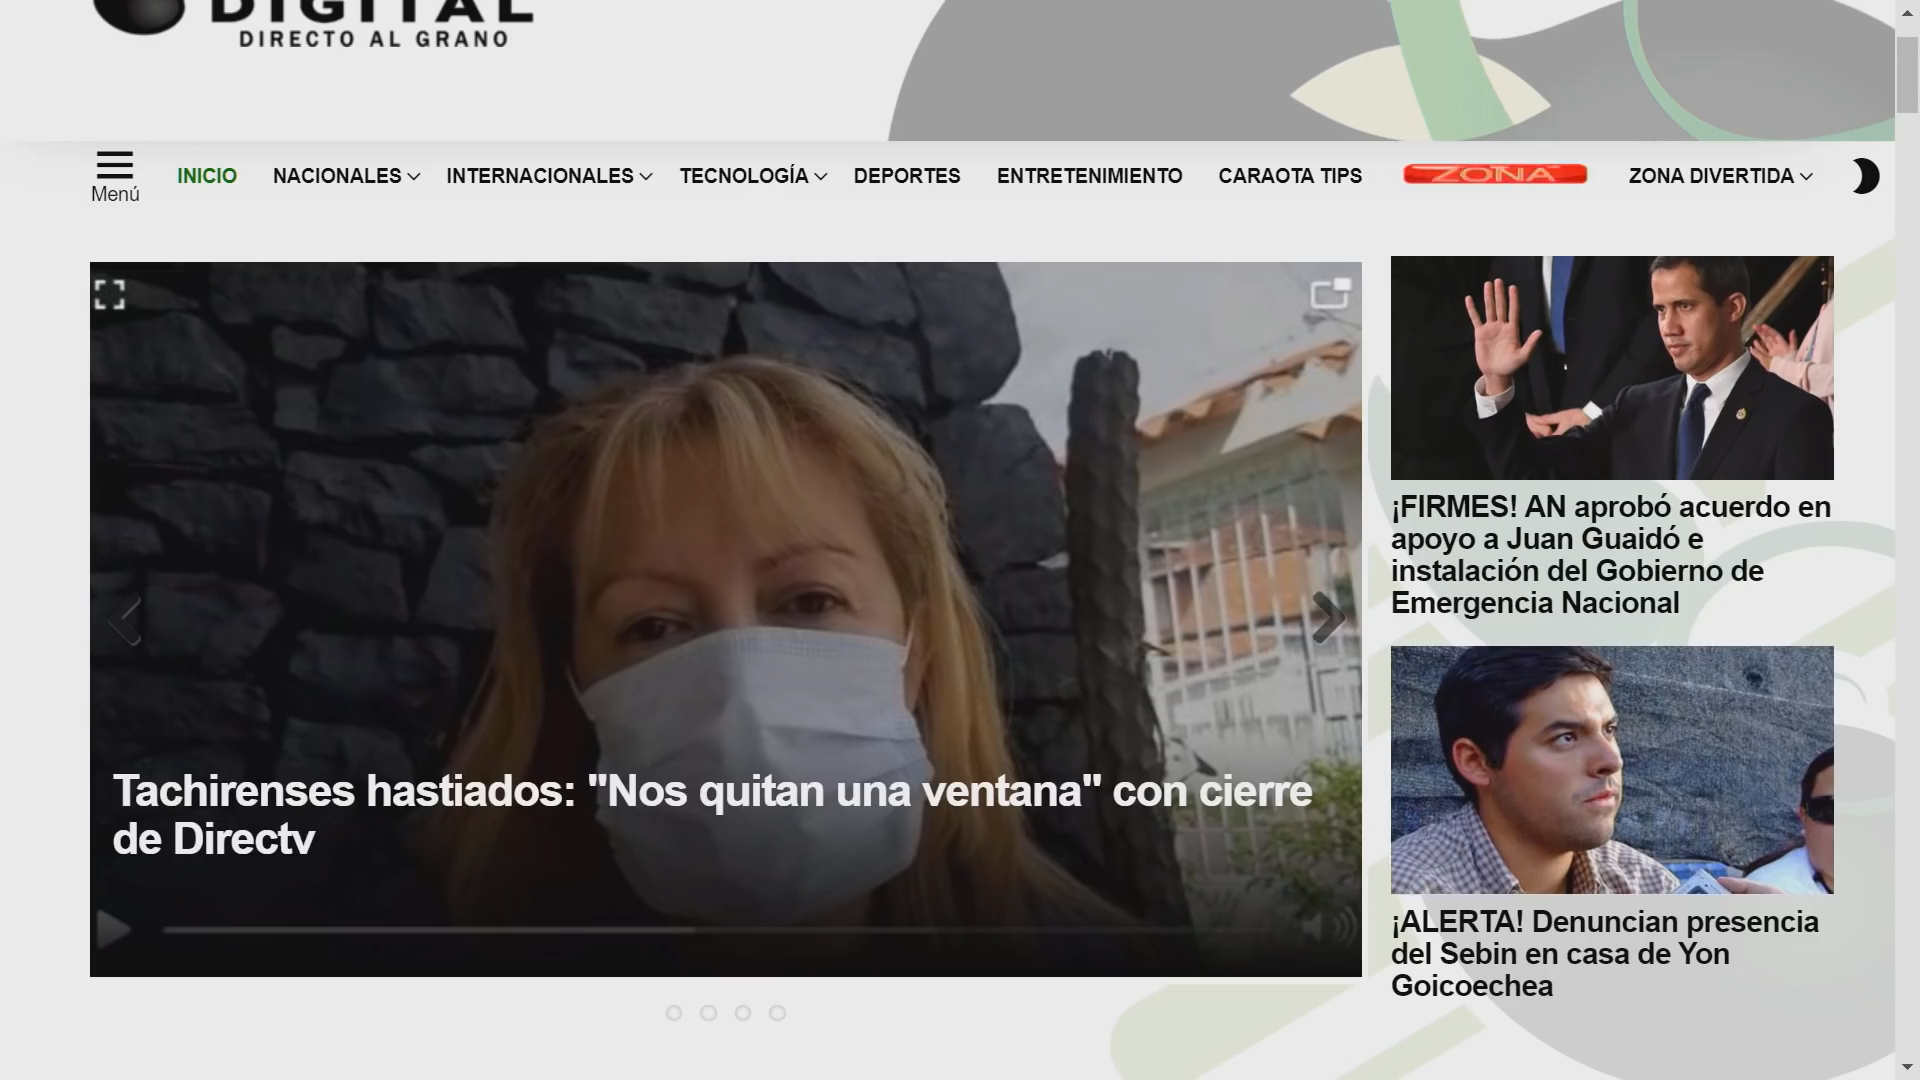 DIGITAL
DIRECTO AL GRANO
Menú
INICIO
NACIONALES
INTERNACIONALES
TECNOLOGÍA
DEPORTES
ENTRETENIMIENTO
CARAOTA TIPS
ZONA
ZONA DIVERTIDA
Tachirenses hastiados: "Nos quitan una ventana" con cierre
de Directv
¡FIRMES! AN aprobó acuerdo en
apoyo a Juan Guaidó e
instalación del Gobierno de
Emergencia Nacional
¡ALERTA! Denuncian presencia
del Sebin en casa de Yon
Goicoechea